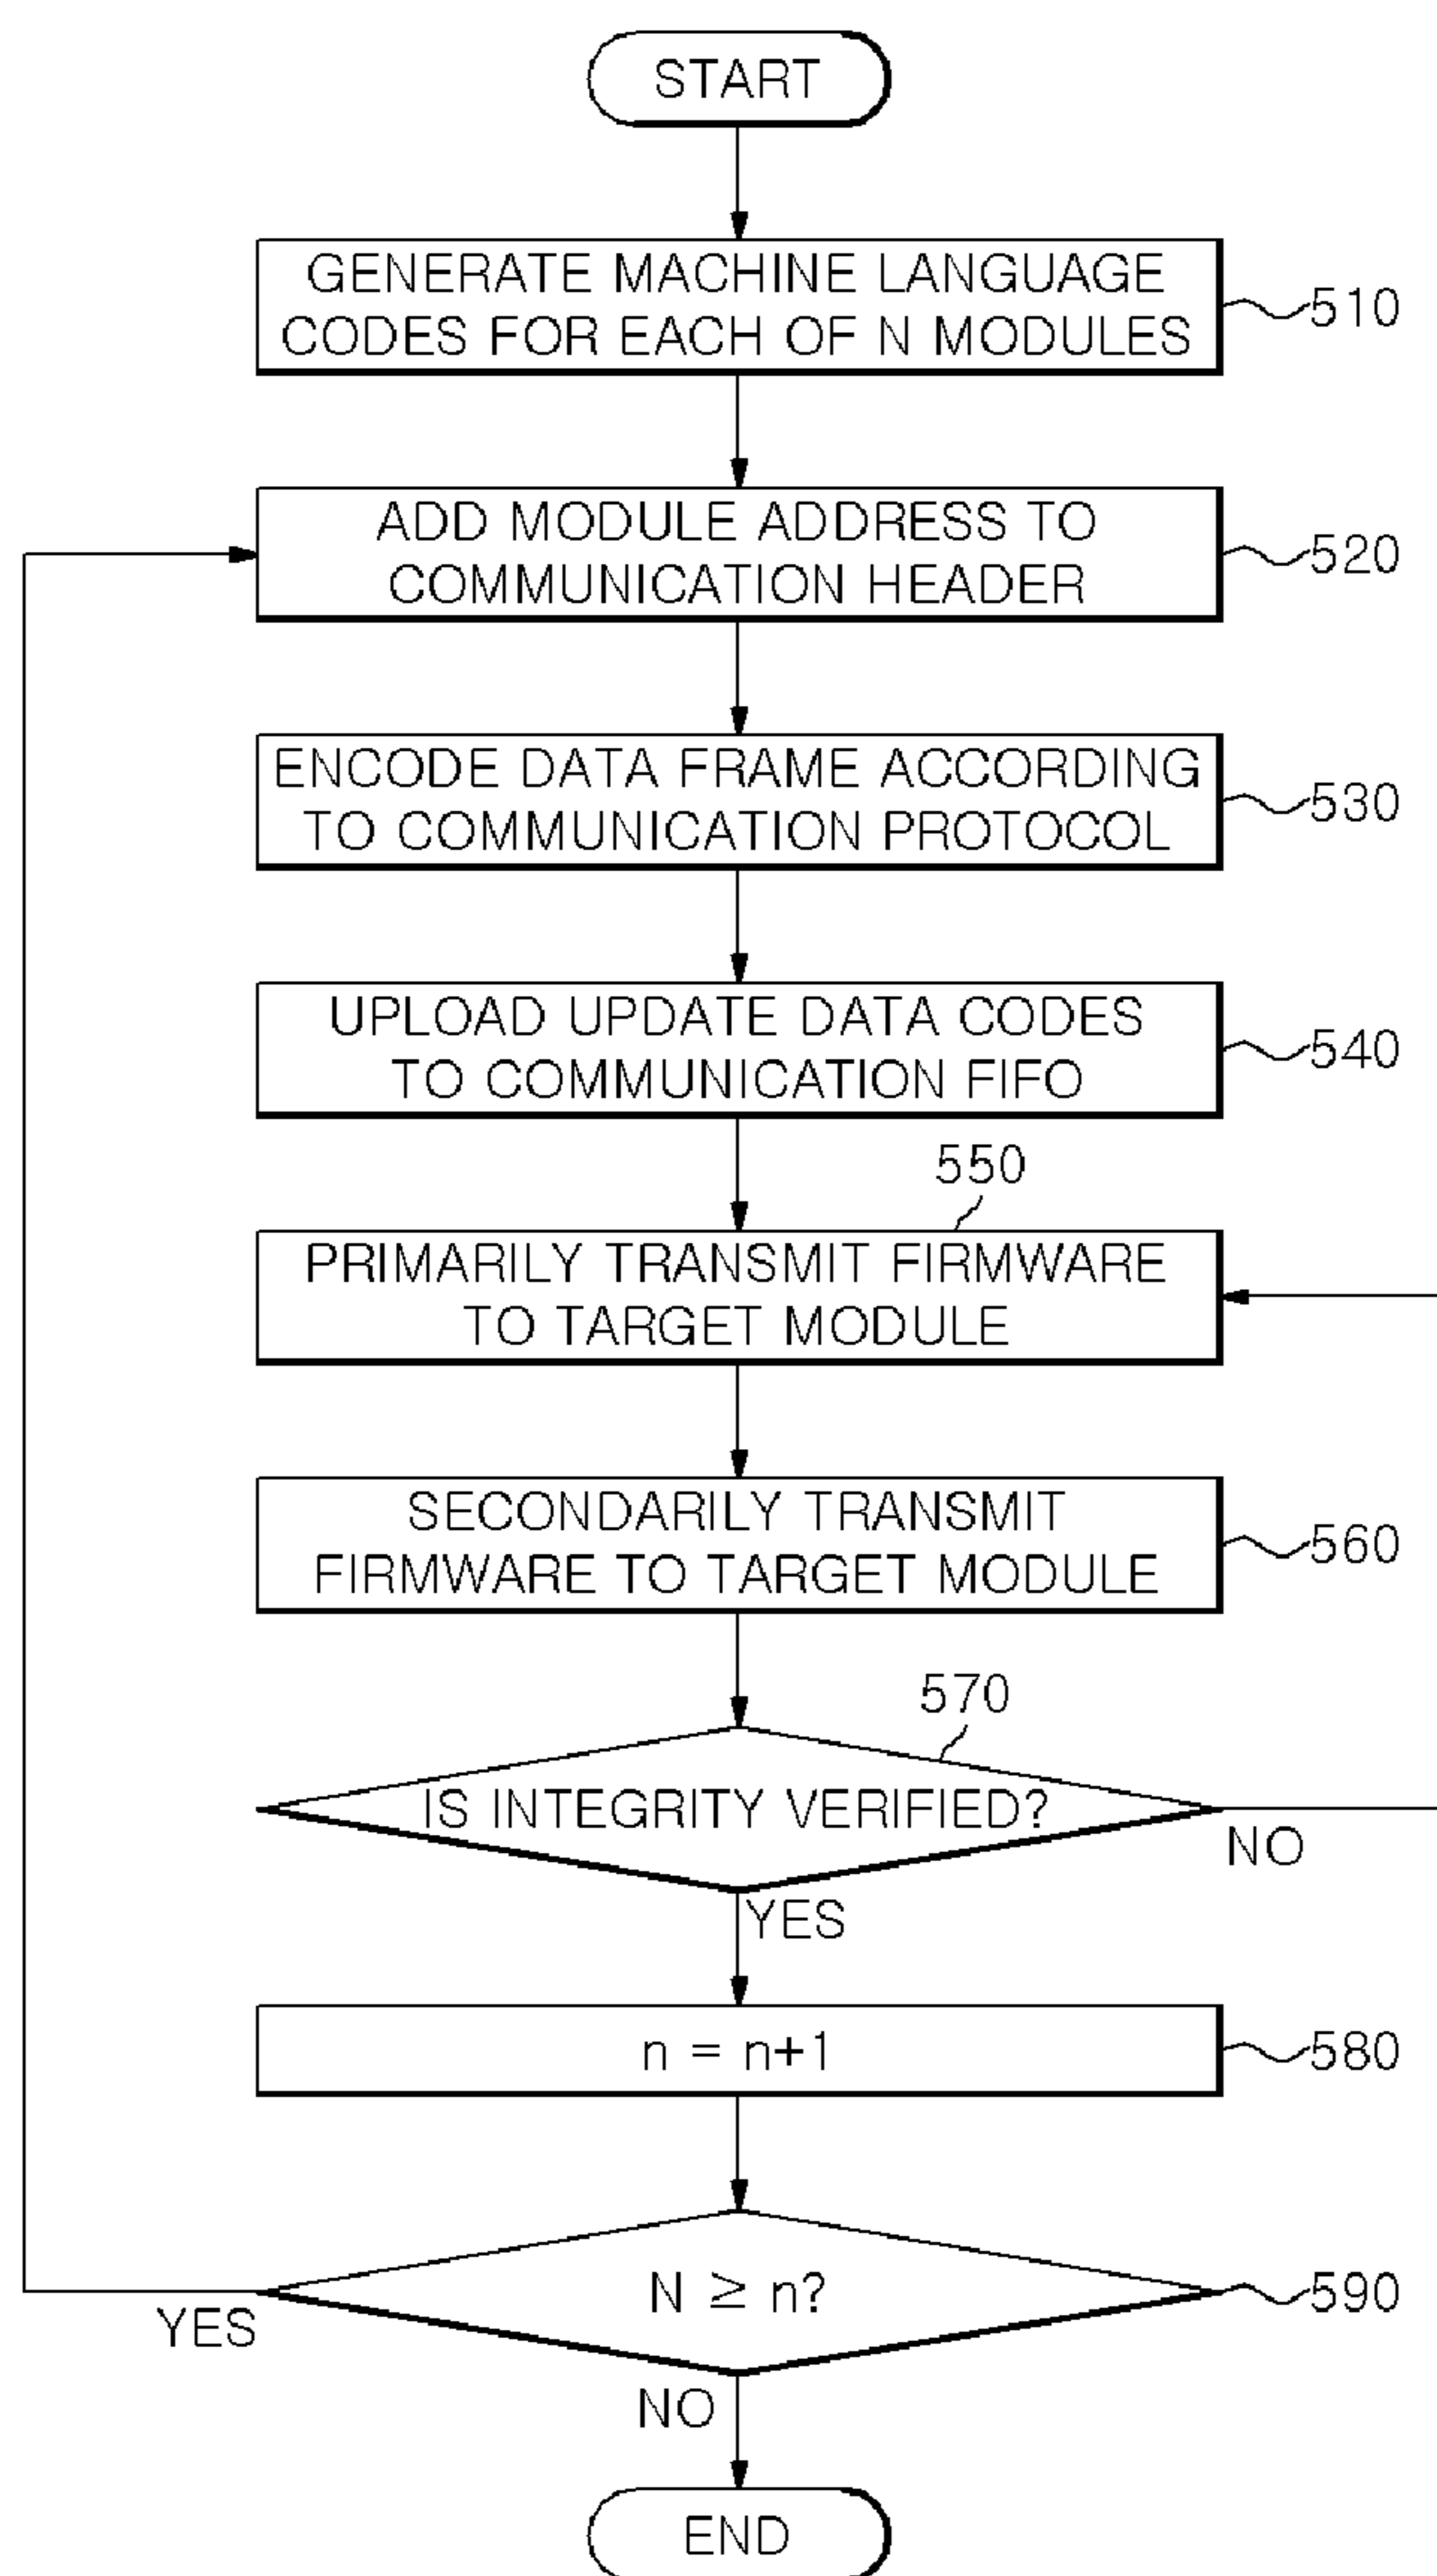 START
GENERATE MACHINE LANGUAGE
CODES FOR EACH OF N MODULES
510
ADD MODULE ADDRESS TO
COMMUNICATION HEADER
520
ENCODE DATA FRAME ACCORDING
TO COMMUNICATION PROTOCOL
530
UPLOAD UPDATE DATA CODES
TO COMMUNICATION FIFO
540
550
PRIMARILY TRANSMIT FIRMWARE
TO TARGET MODULE
SECONDARILY TRANSMIT
FIRMWARE TO TARGET MODULE
560
570
IS INTEGRITY VERIFIED?
NO
YES
n = n+1
580
N ≥ n?
590
YES
NO
END